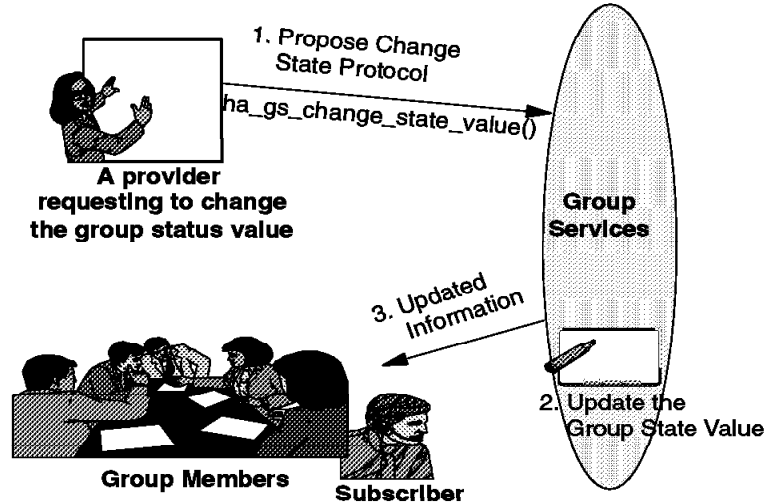 1. Propose Change
State Protocol
ha_gs_change_state_value()
A provider
requesting to change
the group status value
Group
Services
3. Updated
Information
2. Update the
Group State Value
Group Members
Subscriber